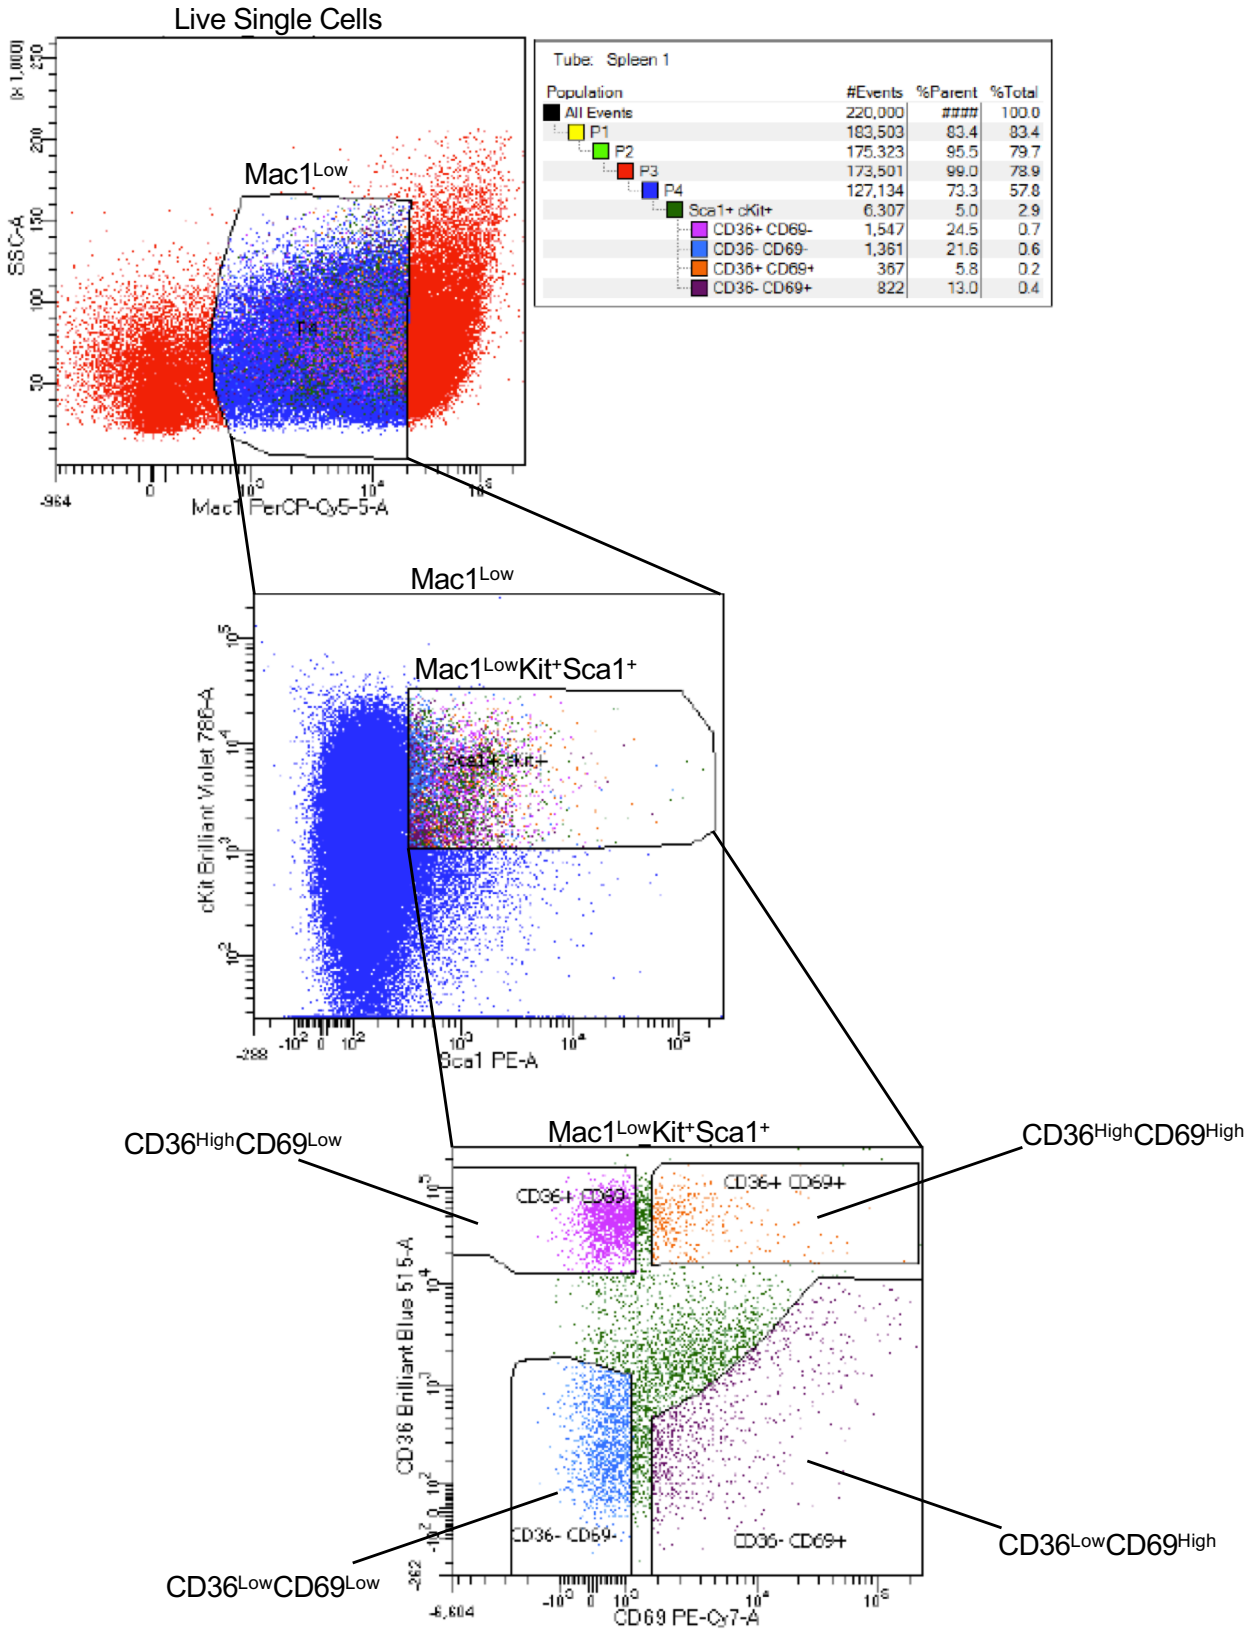 Live Single Cells
(x 1,000)
250
200
150
100
50
SSC-A
Mac1Low
P4
-964
0
10³
10⁴
10⁵
Mac1 PerCP-Cy5-5-A
Tube: Spleen 1
Population #Events %Parent %Total
All Events 220,000 #### 100.0
P1 183,503 83.4 83.4
P2 175,323 95.5 79.7
P3 173,501 99.0 78.9
P4 127,134 73.3 57.8
Sca1+ cKit+ 6,307 5.0 2.9
CD36+ CD69- 1,547 24.5 0.7
CD36- CD69- 1,361 21.6 0.6
CD36+ CD69+ 367 5.8 0.2
CD36- CD69+ 822 13.0 0.4
Mac1Low
Mac1LowKit+Sca1+
Sca1+ cKit+
cKit Brilliant Violet 786-A
10⁵
10⁴
10³
10²
-288
-10²
0
10²
10³
10⁴
10⁵
Sca1 PE-A
Mac1Low_Kit+Sca1+
CD36HighCD69Low
CD36HighCD69High
CD36+ CD69-
CD36+ CD69+
CD36 Brilliant Blue 515-A
10⁵
10⁴
10³
10²
0
-10²
-262
CD36- CD69-
CD36- CD69+
CD36LowCD69Low
CD36LowCD69High
-6,604
-10³
0
10³
10⁴
10⁵
CD69 PE-Cy7-A